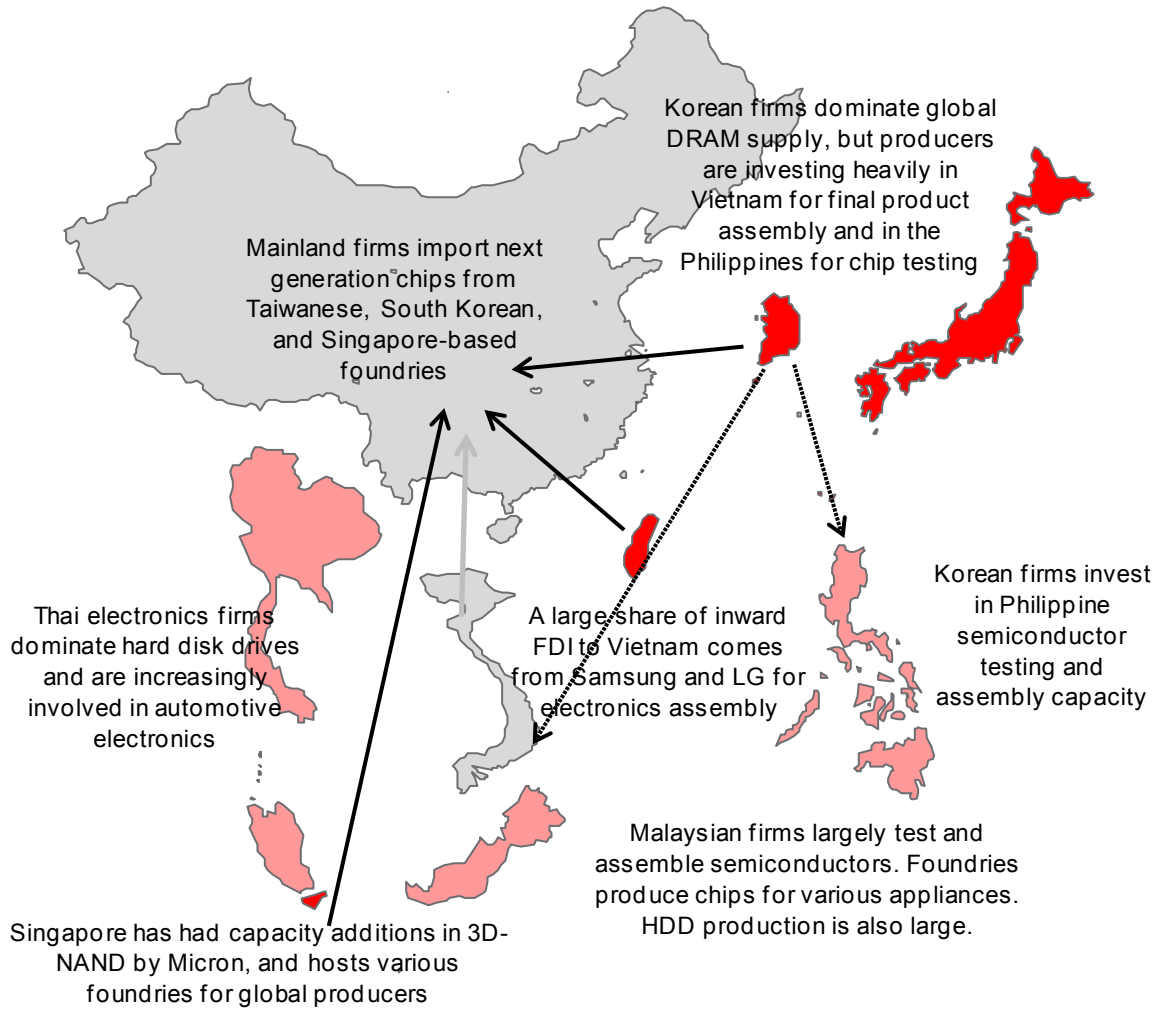 Korean firms dominate global
DRAM supply, but producers
are investing heavily in
Vietnam for final product
assembly and in the
Philippines for chip testing
Mainland firms import next
generation chips from
Taiwanese, South Korean,
and Singapore-based
foundries
Thai electronics firms
dominate hard disk drives
and are increasingly
involved in automotive
electronics
A large share of inward
FDI to Vietnam comes
from Samsung and LG for
electronics assembly
Korean firms invest
in Philippine
semiconductor
testing and
assembly capacity
Malaysian firms largely test and
assemble semiconductors. Foundries
produce chips for various appliances.
HDD production is also large.
Singapore has had capacity additions in 3D-
NAND by Micron, and hosts various
foundries for global producers